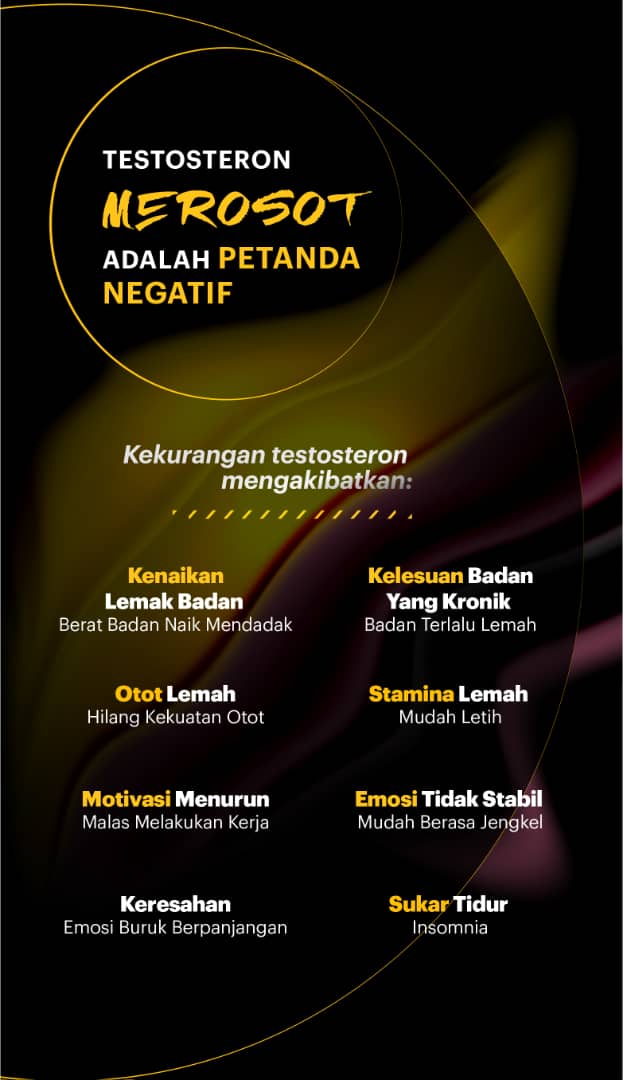 TESTOSTERON
MEROSOT
ADALAH PETANDA
NEGATIF
Kekurangan testosteron
mengakibatkan:
Kenaikan
Lemak Badan
Berat Badan Naik Mendadak
Kelesuan Badan
Yang Kronik
Badan Terlalu Lemah
Otot Lemah
Hilang Kekuatan Otot
Stamina Lemah
Mudah Letih
Motivasi Menurun
Malas Melakukan Kerja
Emosi Tidak Stabil
Mudah Berasa Jengkel
Keresahan
Emosi Buruk Berpanjangan
Sukar Tidur
Insomnia